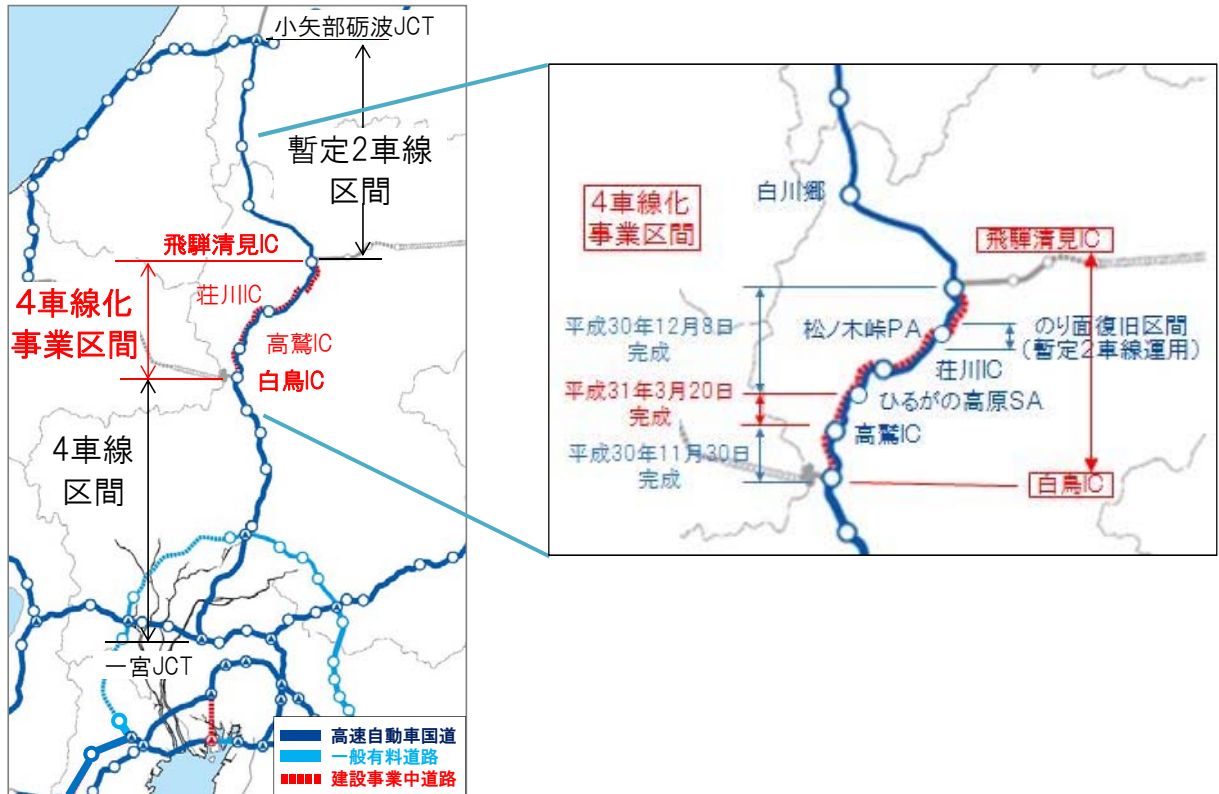 小矢部砺波JCT
暫定2車線
区間
飛騨清見IC
荘川IC
4車線化
事業区間
高鷲IC
白鳥IC
4車線
区間
一宮JCT
高速自動車国道
一般有料道路
建設事業中道路
白川郷
4車線化
事業区間
飛騨清見IC
平成30年12月8日
完成
松ノ木峠PA
のり面復旧区間
(暫定2車線運用)
荘川IC
平成31年3月20日
完成
ひるがの高原SA
高鷲IC
平成30年11月30日
完成
白鳥IC